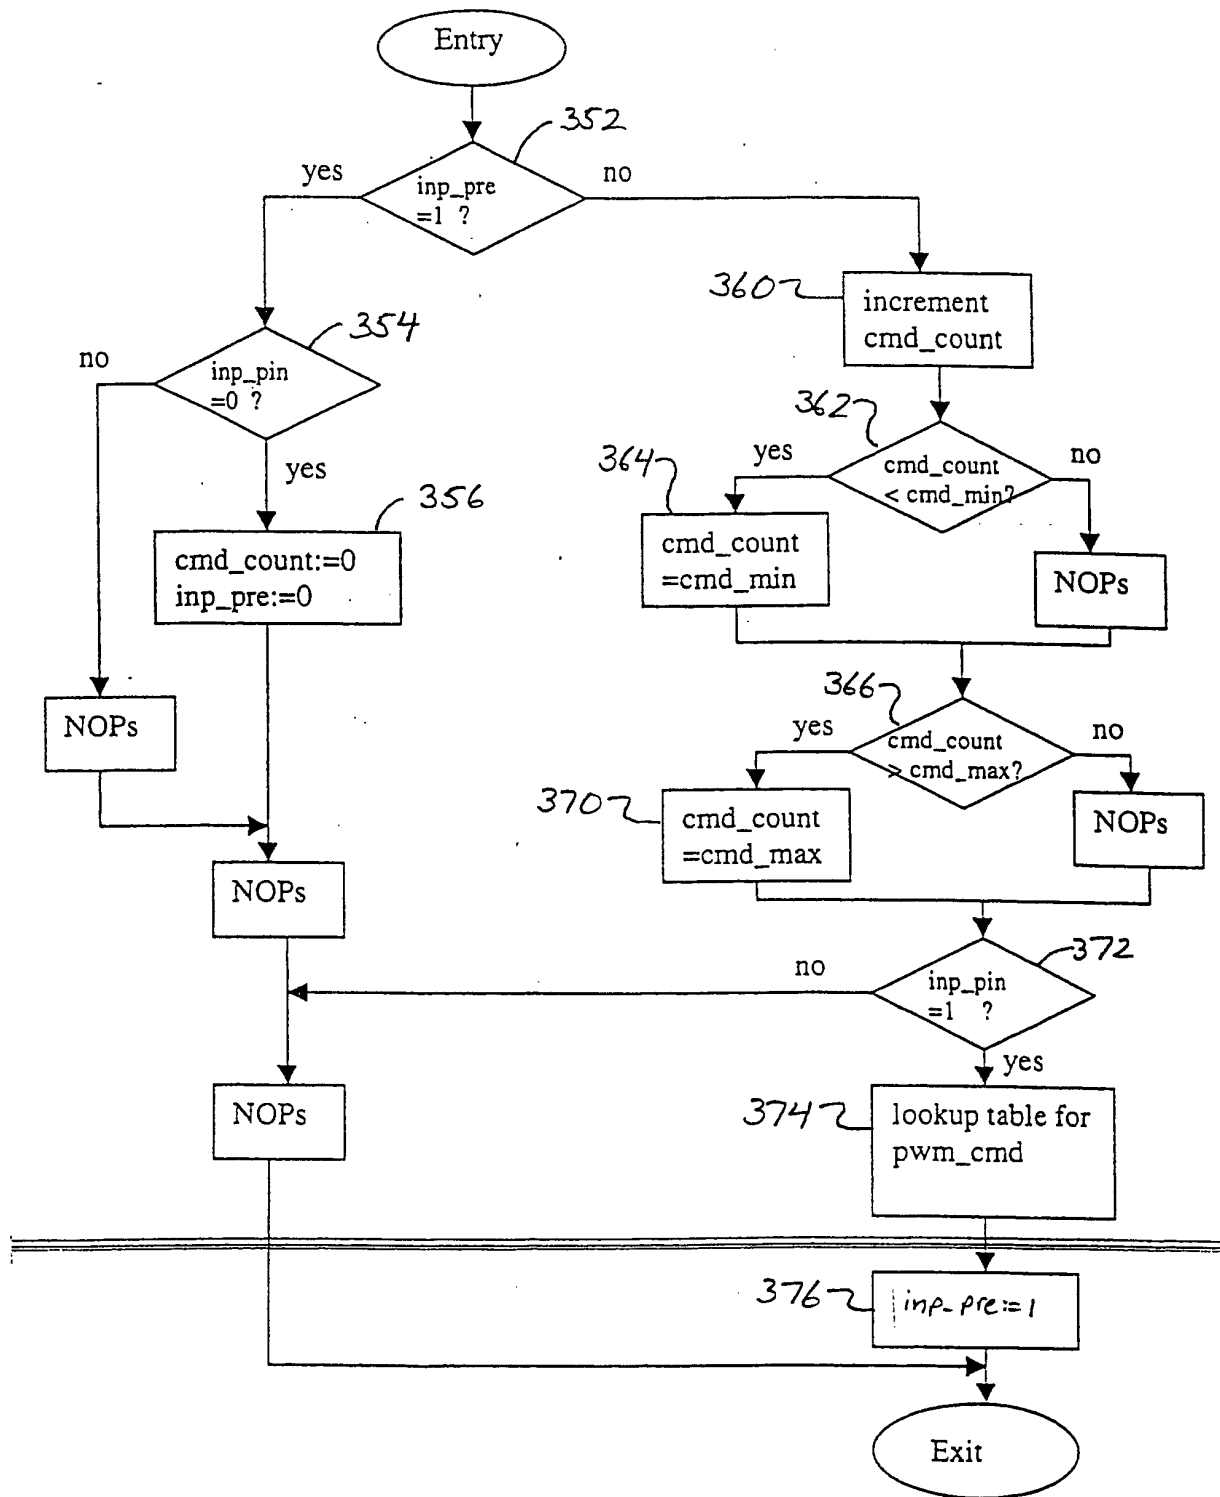 Entry
352
yes
inp_pre
=1 ?
no
360
increment
cmd_count
354
no
inp_pin
=0 ?
yes
362
cmd_count
< cmd_min?
yes
no
364
cmd_count
=cmd_min
NOPs
356
cmd_count:=0
inp_pre:=0
366
cmd_count
> cmd_max?
yes
no
NOPs
370
cmd_count
=cmd_max
NOPs
NOPs
372
no
inp_pin
=1 ?
yes
NOPs
374
lookup table for
pwm_cmd
376
inp-pre:=1
Exit